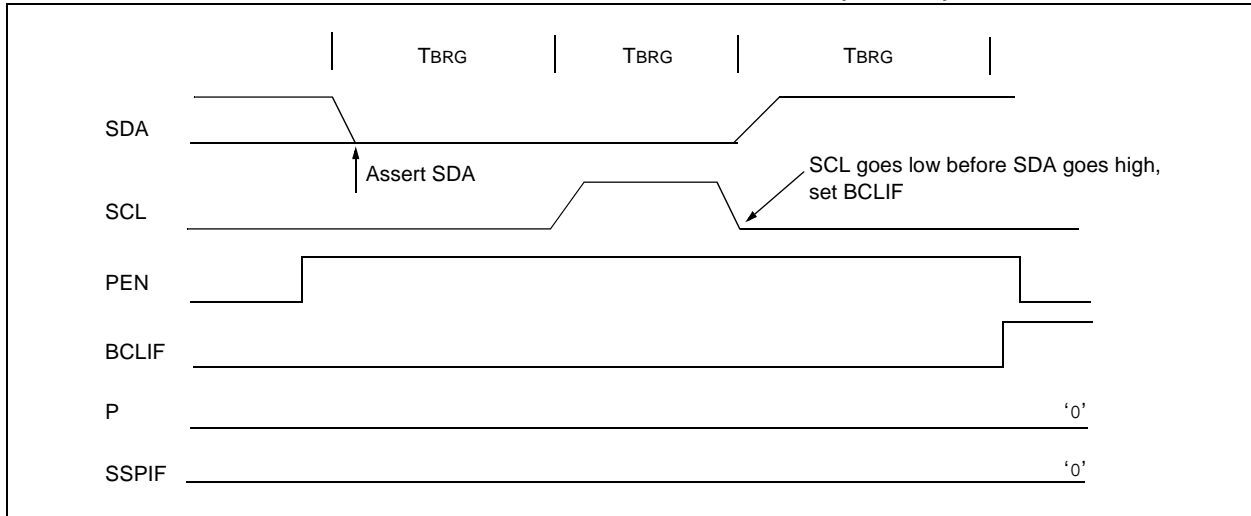 TBRG TBRG TBRG
SDA
Assert SDA
SCL goes low before SDA goes high,
set BCLIF
SCL
PEN
BCLIF
P
‘0’
SSPIF
‘0’